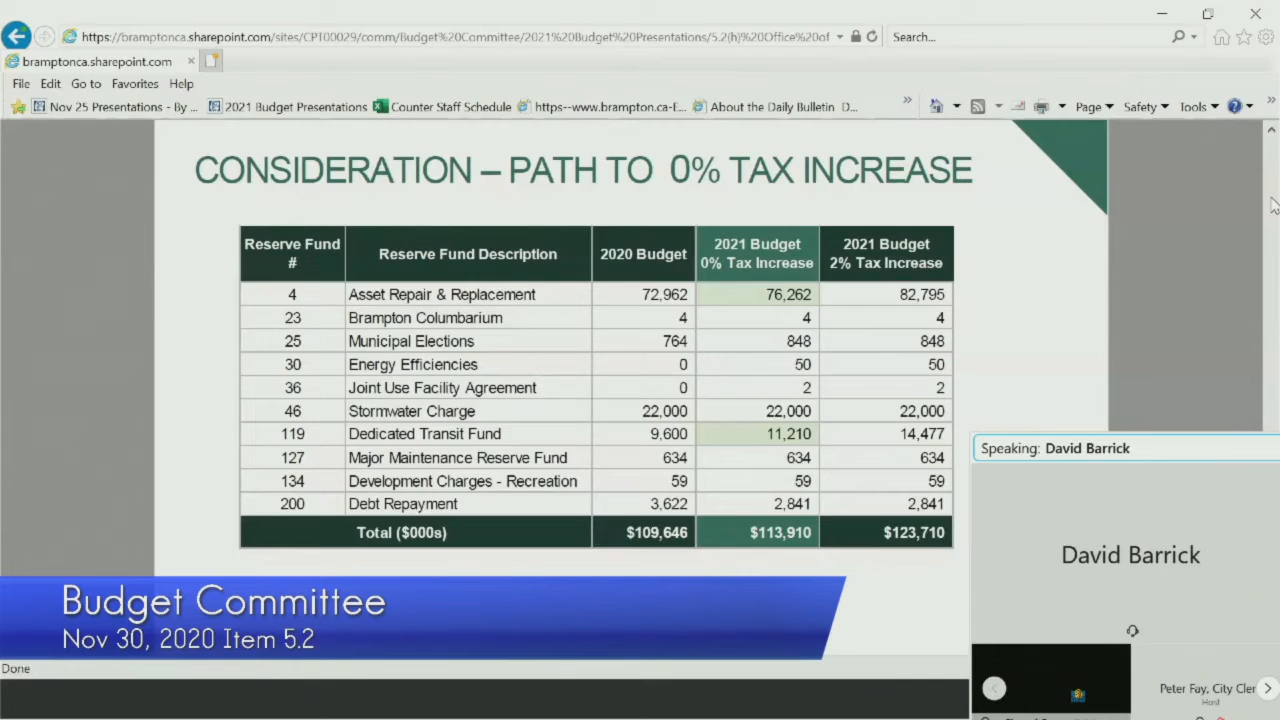 https://bramptonca.sharepoint.com/sites/CPT00029/comm/Budget%20Committee/2021%20Budget%20Presentations/5.2(h)%20Office%20of
Search...
bramptonca.sharepoint.com
File Edit Go to Favorites Help
Nov 25 Presentations - By ... 2021 Budget Presentations Counter Staff Schedule https--www.brampton.ca-E... About the Daily Bulletin D...
Page Safety Tools
CONSIDERATION – PATH TO 0% TAX INCREASE
Reserve Fund # Reserve Fund Description 2020 Budget 2021 Budget 0% Tax Increase 2021 Budget 2% Tax Increase
4 Asset Repair & Replacement 72,962 76,262 82,795
23 Brampton Columbarium 4 4 4
25 Municipal Elections 764 848 848
30 Energy Efficiencies 0 50 50
36 Joint Use Facility Agreement 0 2 2
46 Stormwater Charge 22,000 22,000 22,000
119 Dedicated Transit Fund 9,600 11,210 14,477
127 Major Maintenance Reserve Fund 634 634 634
134 Development Charges - Recreation 59 59 59
200 Debt Repayment 3,622 2,841 2,841
Total ($000s) $109,646 $113,910 $123,710
Speaking: David Barrick
David Barrick
Budget Committee
Nov 30, 2020 Item 5.2
Done
Peter Fay, City Cler
Host